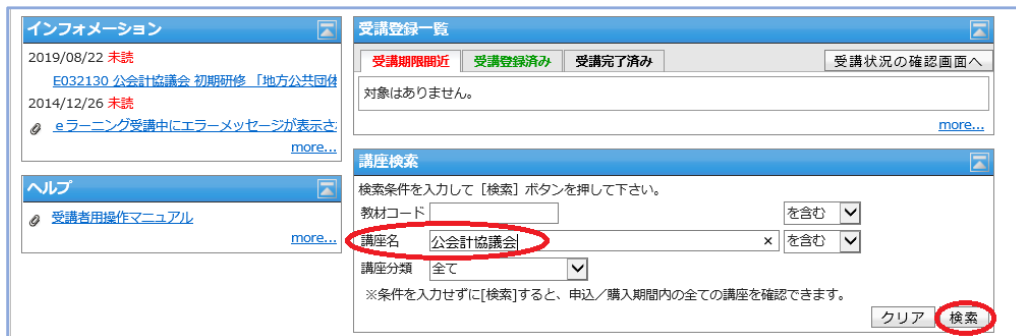 インフォメーション
2019/08/22 未読
E032130 公会計協議会 初期研修 「地方公共団体
2014/12/26 未読
eラーニング受講中にエラーメッセージが表示さ
more...
ヘルプ
受講者用操作マニュアル
more...
受講登録一覧
受講期限間近 受講登録済み 受講完了済み 受講状況の確認画面へ
対象はありません。
more...
講座検索
検索条件を入力して［検索］ボタンを押して下さい。
教材コード を含む
講座名 公会計協議会 × を含む
講座分類 全て
※条件を入力せずに[検索]すると、申込／購入期間内の全ての講座を確認できます。
クリア 検索